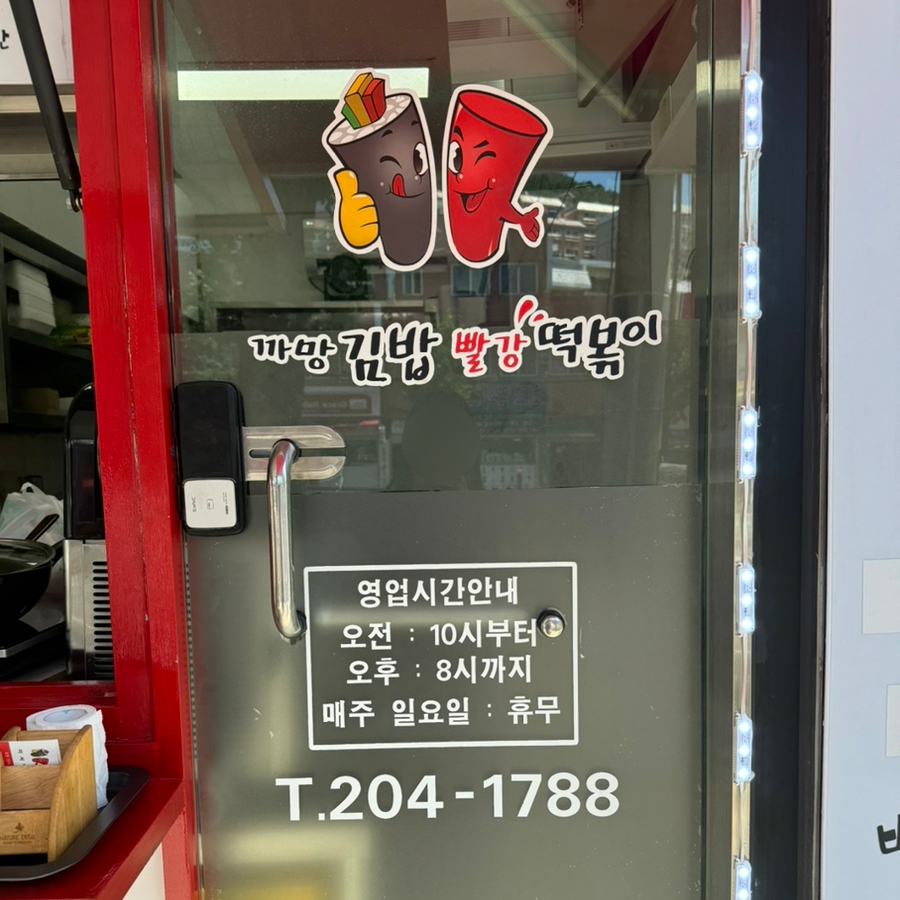 까망 김밥 빨강 떡볶이
영업시간안내
오전 : 10시부터
오후 : 8시까지
매주 일요일 : 휴무
T.204-1788